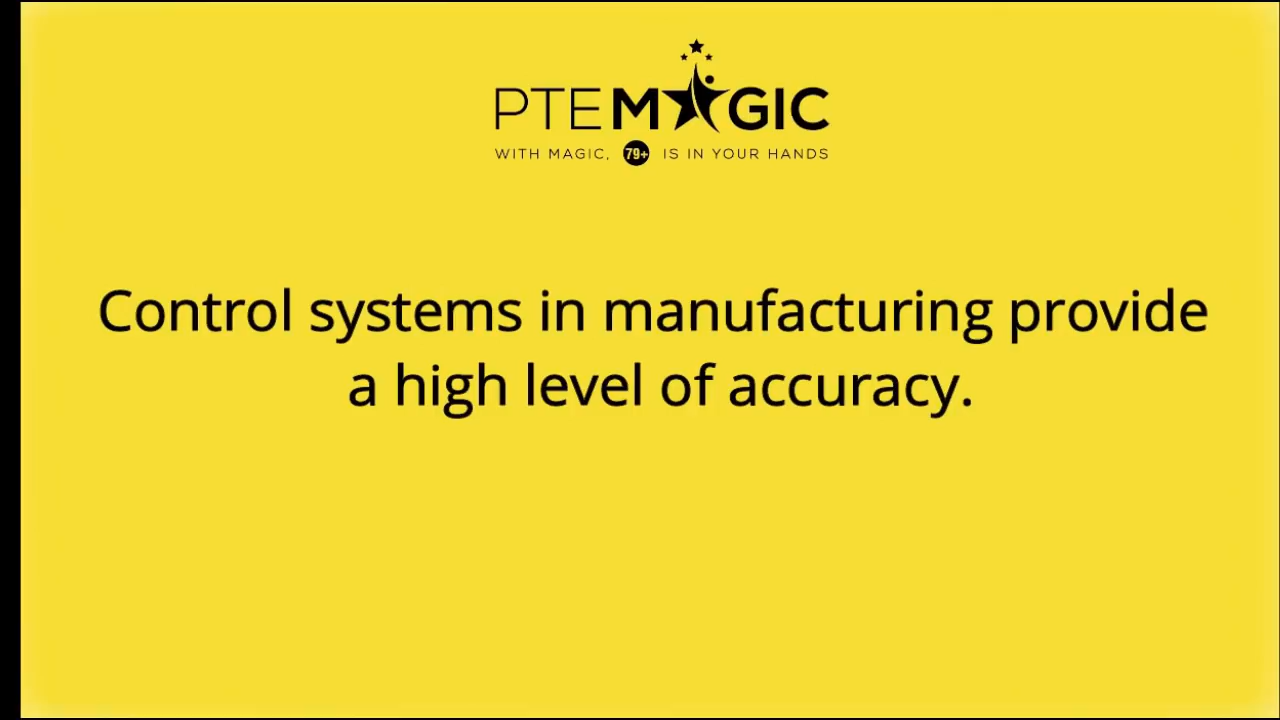 PTEMAGIC
WITH MAGIC, 79+ IS IN YOUR HANDS
Control systems in manufacturing provide
a high level of accuracy.